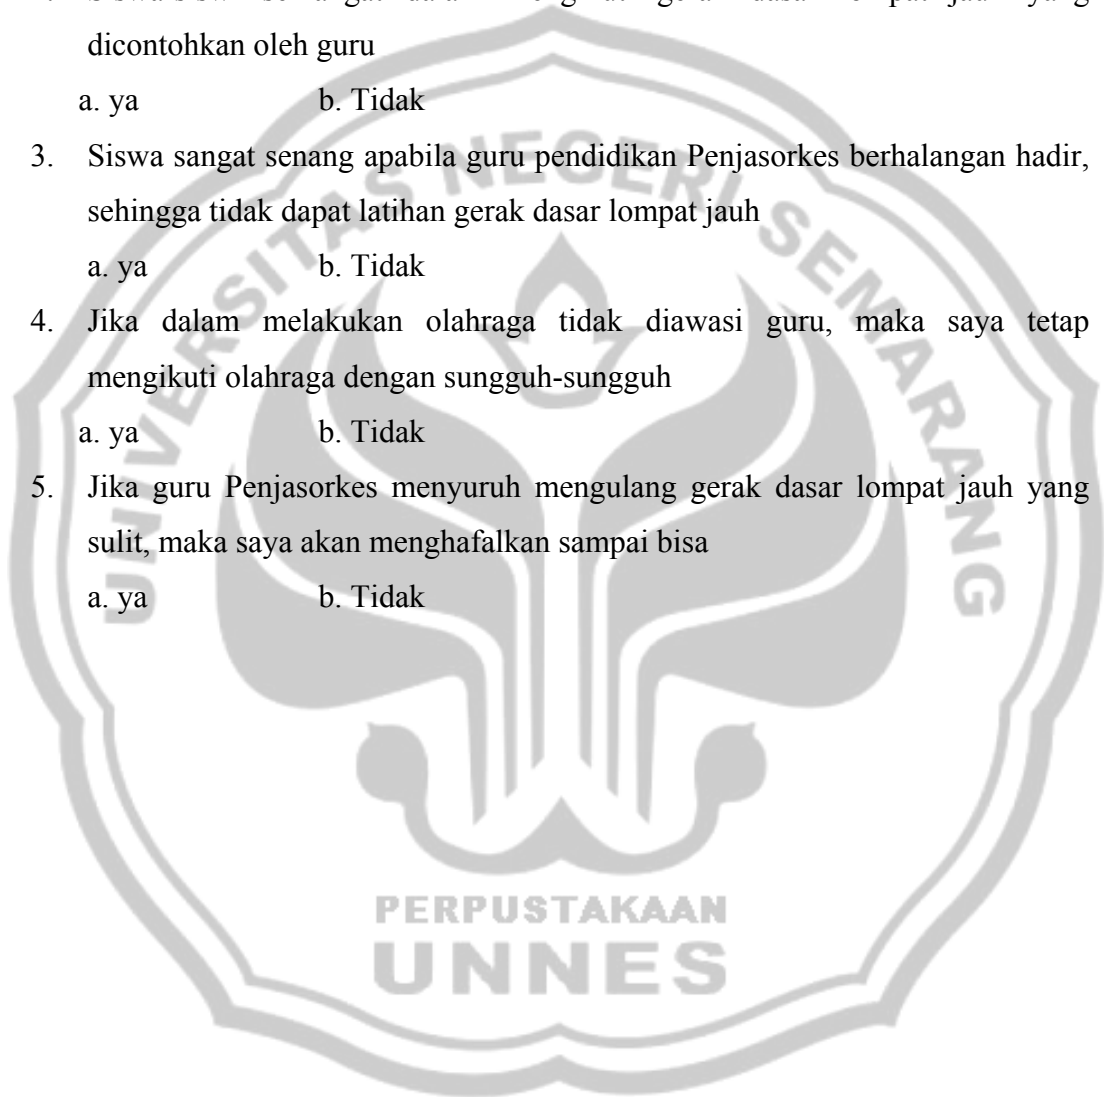 dicontohkan oleh guru
a. ya b. Tidak
3. Siswa sangat senang apabila guru pendidikan Penjasorkes berhalangan hadir,
sehingga tidak dapat latihan gerak dasar lompat jauh
a. ya b. Tidak
4. Jika dalam melakukan olahraga tidak diawasi guru, maka saya tetap
mengikuti olahraga dengan sungguh-sungguh
a. ya b. Tidak
5. Jika guru Penjasorkes menyuruh mengulang gerak dasar lompat jauh yang
sulit, maka saya akan menghafalkan sampai bisa
a. ya b. Tidak
UNIVERSITAS NEGERI SEMARANG
PERPUSTAKAAN
UNNES